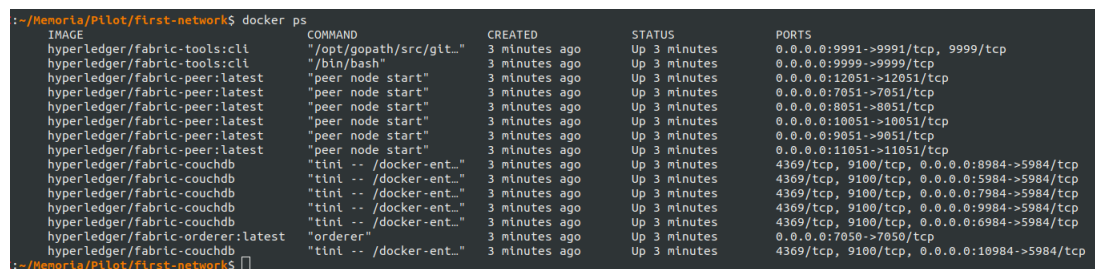 :~/Memoria/Pilot/first-network$ docker ps
IMAGE COMMAND CREATED STATUS PORTS
hyperledger/fabric-tools:cli "/opt/gopath/src/git…" 3 minutes ago Up 3 minutes 0.0.0.0:9991->9991/tcp, 9999/tcp
hyperledger/fabric-tools:cli "/bin/bash" 3 minutes ago Up 3 minutes 0.0.0.0:9999->9999/tcp
hyperledger/fabric-peer:latest "peer node start" 3 minutes ago Up 3 minutes 0.0.0.0:12051->12051/tcp
hyperledger/fabric-peer:latest "peer node start" 3 minutes ago Up 3 minutes 0.0.0.0:7051->7051/tcp
hyperledger/fabric-peer:latest "peer node start" 3 minutes ago Up 3 minutes 0.0.0.0:8051->8051/tcp
hyperledger/fabric-peer:latest "peer node start" 3 minutes ago Up 3 minutes 0.0.0.0:10051->10051/tcp
hyperledger/fabric-peer:latest "peer node start" 3 minutes ago Up 3 minutes 0.0.0.0:9051->9051/tcp
hyperledger/fabric-peer:latest "peer node start" 3 minutes ago Up 3 minutes 0.0.0.0:11051->11051/tcp
hyperledger/fabric-couchdb "tini -- /docker-ent…" 3 minutes ago Up 3 minutes 4369/tcp, 9100/tcp, 0.0.0.0:8984->5984/tcp
hyperledger/fabric-couchdb "tini -- /docker-ent…" 3 minutes ago Up 3 minutes 4369/tcp, 9100/tcp, 0.0.0.0:5984->5984/tcp
hyperledger/fabric-couchdb "tini -- /docker-ent…" 3 minutes ago Up 3 minutes 4369/tcp, 9100/tcp, 0.0.0.0:7984->5984/tcp
hyperledger/fabric-couchdb "tini -- /docker-ent…" 3 minutes ago Up 3 minutes 4369/tcp, 9100/tcp, 0.0.0.0:9984->5984/tcp
hyperledger/fabric-couchdb "tini -- /docker-ent…" 3 minutes ago Up 3 minutes 4369/tcp, 9100/tcp, 0.0.0.0:6984->5984/tcp
hyperledger/fabric-orderer:latest "orderer" 3 minutes ago Up 3 minutes 0.0.0.0:7050->7050/tcp
hyperledger/fabric-couchdb "tini -- /docker-ent…" 3 minutes ago Up 3 minutes 4369/tcp, 9100/tcp, 0.0.0.0:10984->5984/tcp
:~/Memoria/Pilot/first-network$